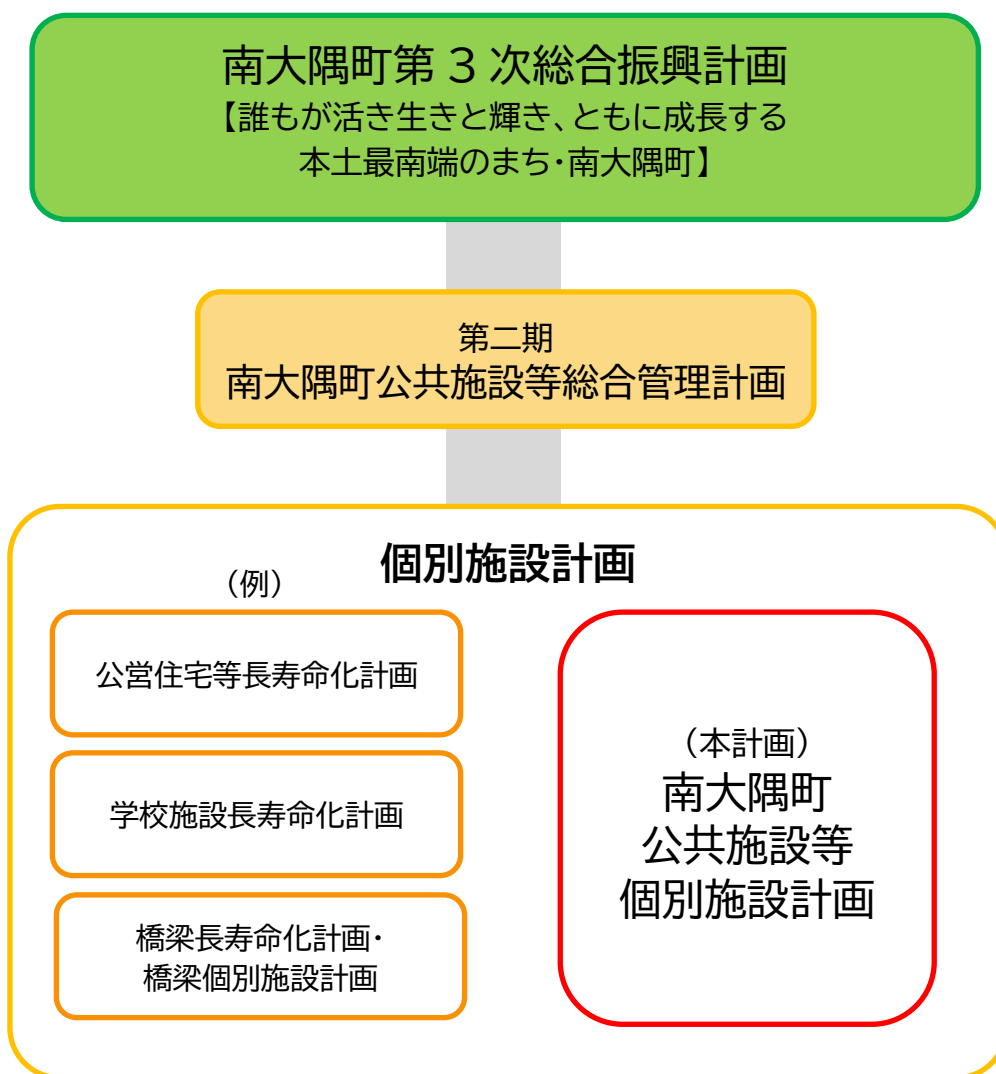 南大隅町第 3 次総合振興計画
【誰もが活き生きと輝き、ともに成長する
本土最南端のまち・南大隅町】
第二期
南大隅町公共施設等総合管理計画
個別施設計画
（例）
公営住宅等長寿命化計画
学校施設長寿命化計画
橋梁長寿命化計画・
橋梁個別施設計画
（本計画）
南大隅町
公共施設等
個別施設計画